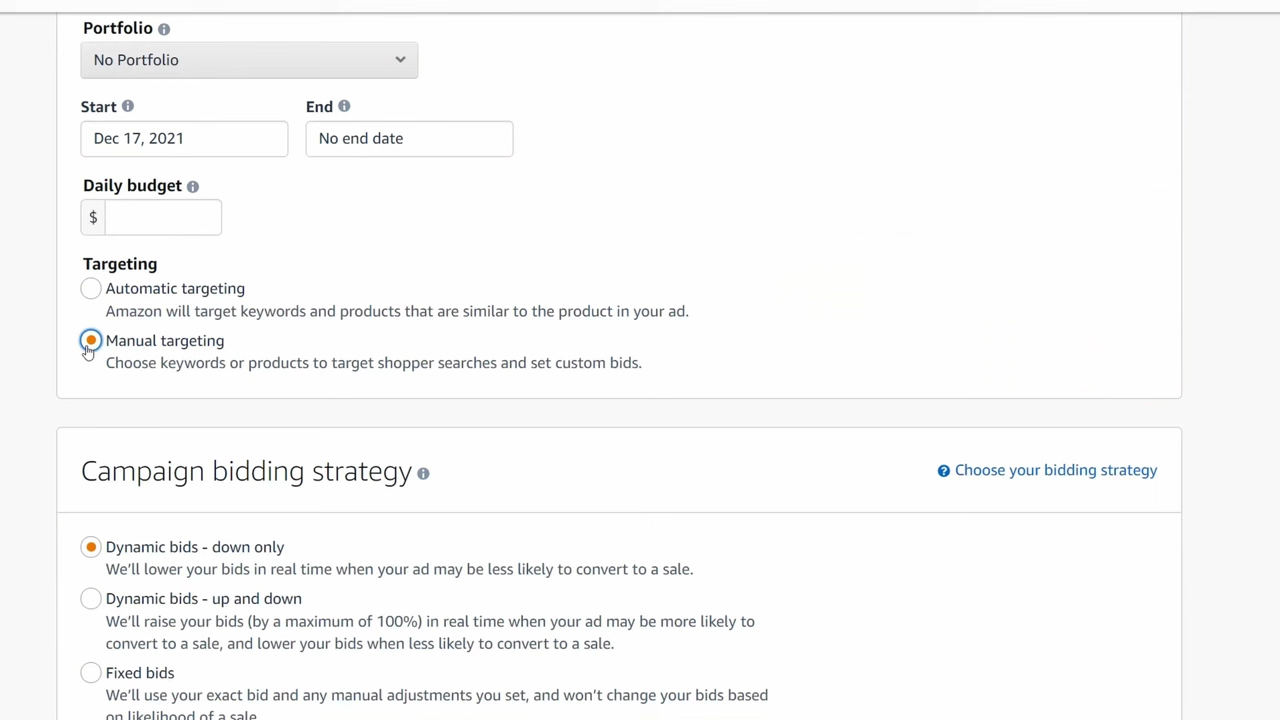 Portfolio
No Portfolio
Start End
Dec 17, 2021 No end date
Daily budget
$
Targeting
Automatic targeting
Amazon will target keywords and products that are similar to the product in your ad.
Manual targeting
Choose keywords or products to target shopper searches and set custom bids.
Campaign bidding strategy
Choose your bidding strategy
Dynamic bids - down only
We'll lower your bids in real time when your ad may be less likely to convert to a sale.
Dynamic bids - up and down
We'll raise your bids (by a maximum of 100%) in real time when your ad may be more likely to
convert to a sale, and lower your bids when less likely to convert to a sale.
Fixed bids
We'll use your exact bid and any manual adjustments you set, and won't change your bids based
on likelihood of a sale